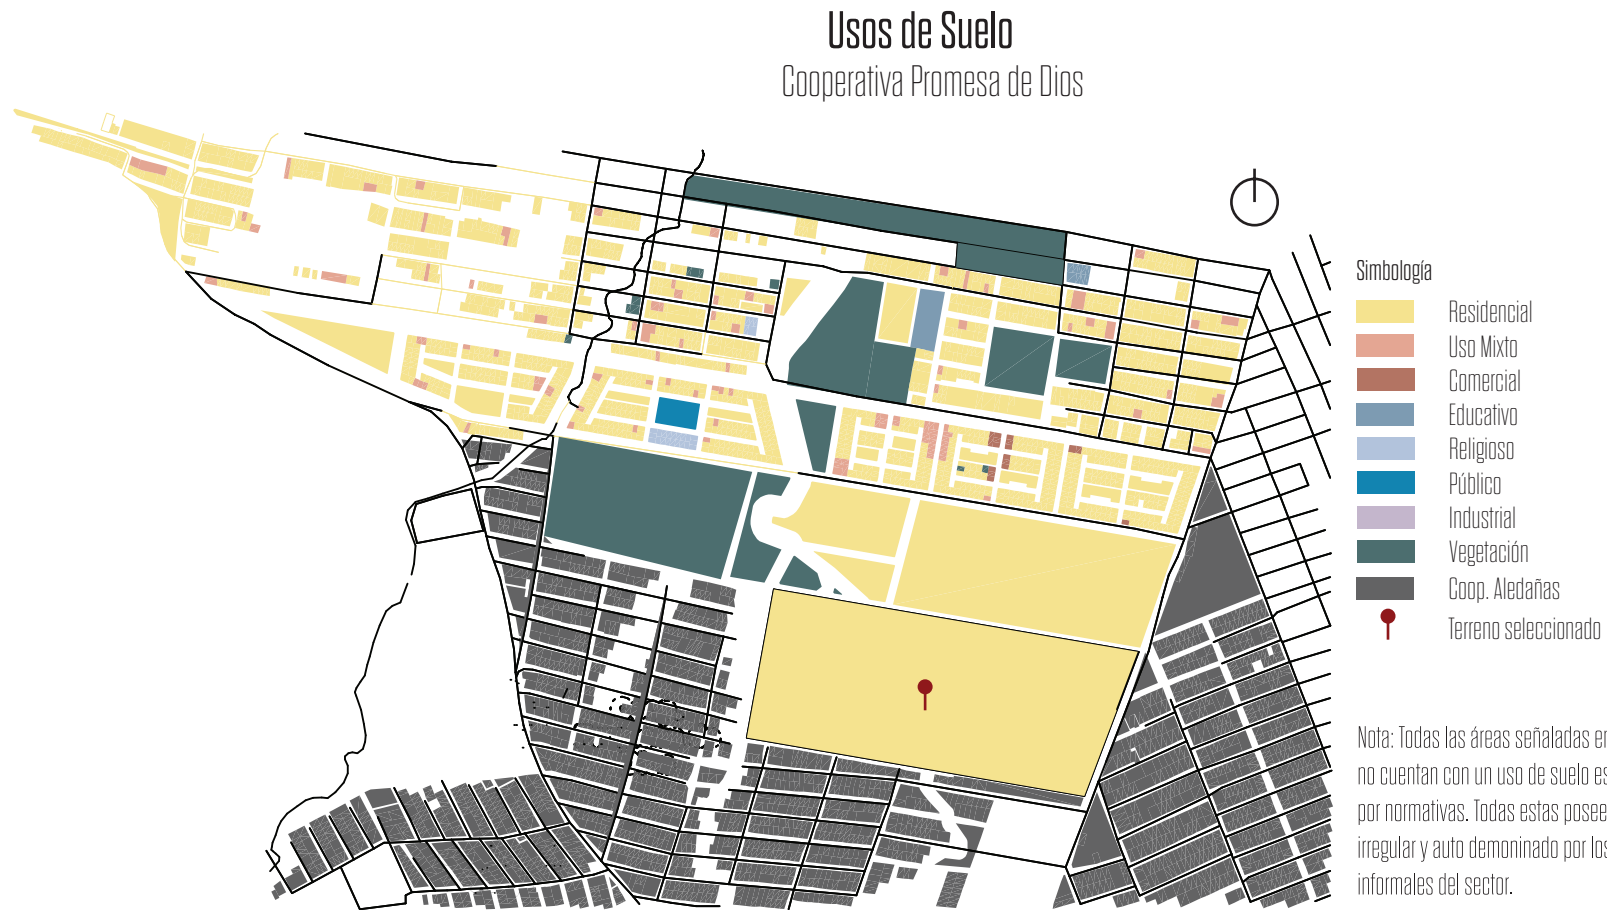 Usos de Suelo
Cooperativa Promesa de Dios
Simbología
Residencial
Uso Mixto
Comercial
Educativo
Religioso
Público
Industrial
Vegetación
Coop. Aledañas
Terreno seleccionado
Nota: Todas las áreas señaladas en
no cuentan con un uso de suelo es
por normativas. Todas estas posee
irregular y auto demoninado por los
informales del sector.